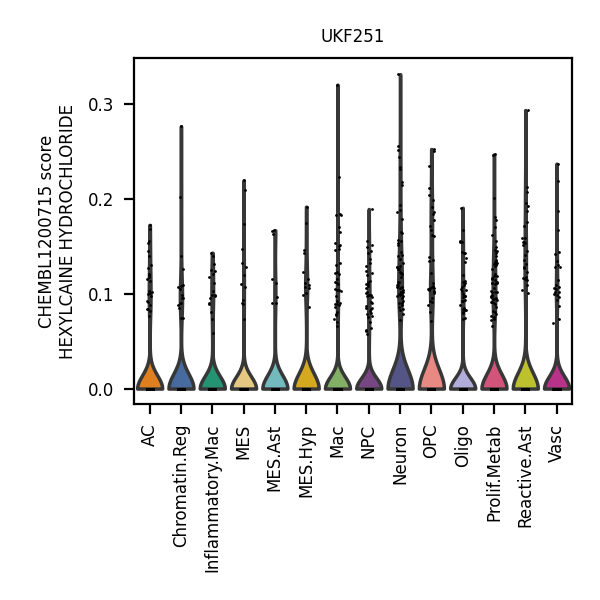 UKF251
CHEMBL1200715 score
HEXYLCAINE HYDROCHLORIDE
0.3
0.2
0.1
0.0
AC
Chromatin.Reg
Inflammatory.Mac
MES
MES.Ast
MES.Hyp
Mac
NPC
Neuron
OPC
Oligo
Prolif.Metab
Reactive.Ast
Vasc